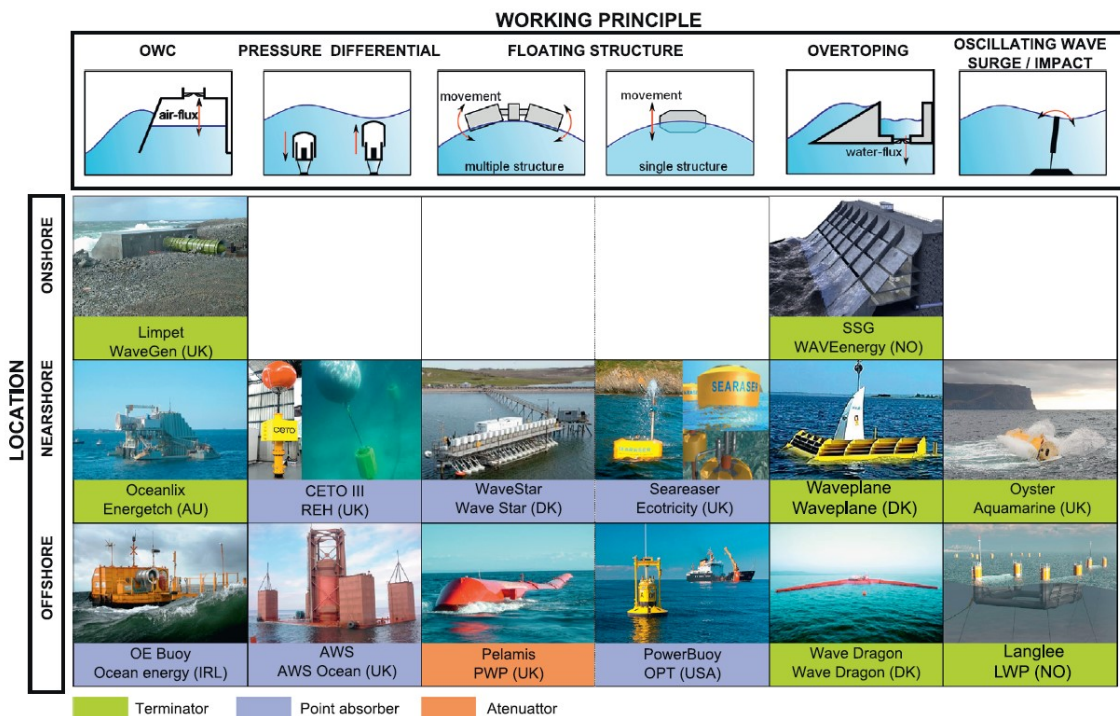 WORKING PRINCIPLE
OWC
PRESSURE DIFFERENTIAL
FLOATING STRUCTURE
OVERTOPING
OSCILLATING WAVE
SURGE / IMPACT
air-flux
movement
multiple structure
movement
single structure
water-flux
LOCATION
ONSHORE
Limpet
WaveGen (UK)
SSG
WAVEenergy (NO)
NEARSHORE
CETO
SEARASER
Oceanlix
Energetch (AU)
CETO III
REH (UK)
WaveStar
Wave Star (DK)
Seareaser
Ecotricity (UK)
Waveplane
Waveplane (DK)
Oyster
Aquamarine (UK)
OFFSHORE
OE Buoy
Ocean energy (IRL)
AWS
AWS Ocean (UK)
Pelamis
PWP (UK)
PowerBuoy
OPT (USA)
Wave Dragon
Wave Dragon (DK)
Langlee
LWP (NO)
Terminator
Point absorber
Atenuattor